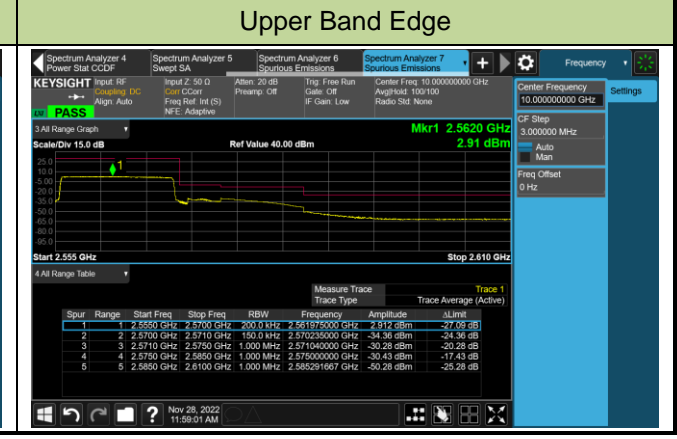 Upper Band Edge
Spectrum Analyzer 4
Power Stat CCDF
Spectrum Analyzer 5
Swept SA
Spectrum Analyzer 6
Spurious Emissions
Spectrum Analyzer 7
Spurious Emissions
+
Frequency
KEYSIGHT
Input: RF
Coupling: DC
Align: Auto
Input Z: 50 Ω
Corr CCorr
Freq Ref: Int (S)
NFE: Adaptive
Atten: 20 dB
Preamp: Off
Trig: Free Run
Gate: Off
IF Gain: Low
Center Freq: 10.000000000 GHz
Avg|Hold: 100/100
Radio Std: None
PASS
Center Frequency
10.00000000 GHz
Settings
CF Step
3.000000 MHz
Auto
Man
Freq Offset
0 Hz
3 All Range Graph
Mkr1 2.5620 GHz
Scale/Div 15.0 dB
Ref Value 40.00 dBm
2.91 dBm
1
25.0
10.0
-5.00
-20.0
-35.0
-50.0
-65.0
-80.0
-95.0
Start 2.555 GHz
Stop 2.610 GHz
4 All Range Table
Measure Trace Trace 1
Trace Type Trace Average (Active)
Spur Range Start Freq Stop Freq RBW Frequency Amplitude ΔLimit
1 1 2.5550 GHz 2.5700 GHz 200.0 kHz 2.561975000 GHz 2.912 dBm -27.09 dB
2 2 2.5700 GHz 2.5710 GHz 150.0 kHz 2.570235000 GHz -34.36 dBm -24.36 dB
3 3 2.5710 GHz 2.5750 GHz 1.000 MHz 2.571040000 GHz -30.28 dBm -20.28 dB
4 4 2.5750 GHz 2.5850 GHz 1.000 MHz 2.575000000 GHz -30.43 dBm -17.43 dB
5 5 2.5850 GHz 2.6100 GHz 1.000 MHz 2.585291667 GHz -50.28 dBm -25.28 dB
?
Nov 28, 2022
11:59:01 AM